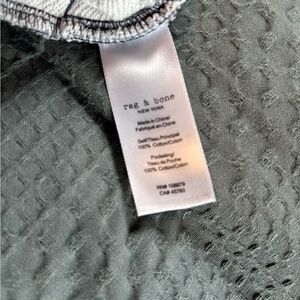 rag & bone
NEW YORK
Made in China/
Fabriqué en Chine
Self/Tissu Principal
100% Cotton/Coton
Pocketing/
Tissu de Poche
100% Cotton/Coton
RN# 108879
CA# 45760